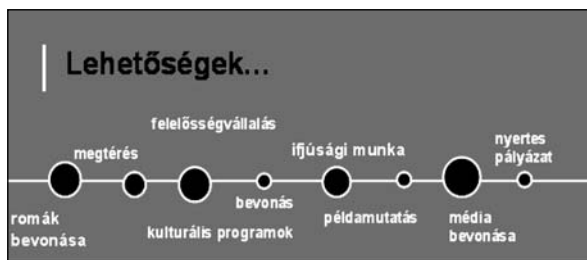 Lehetőségek...
felelősségvállalás
megtérés
ifjúsági munka
nyertes
pályázat
romák
bevonása
kulturális programok
bevonás
példamutatás
média
bevonása